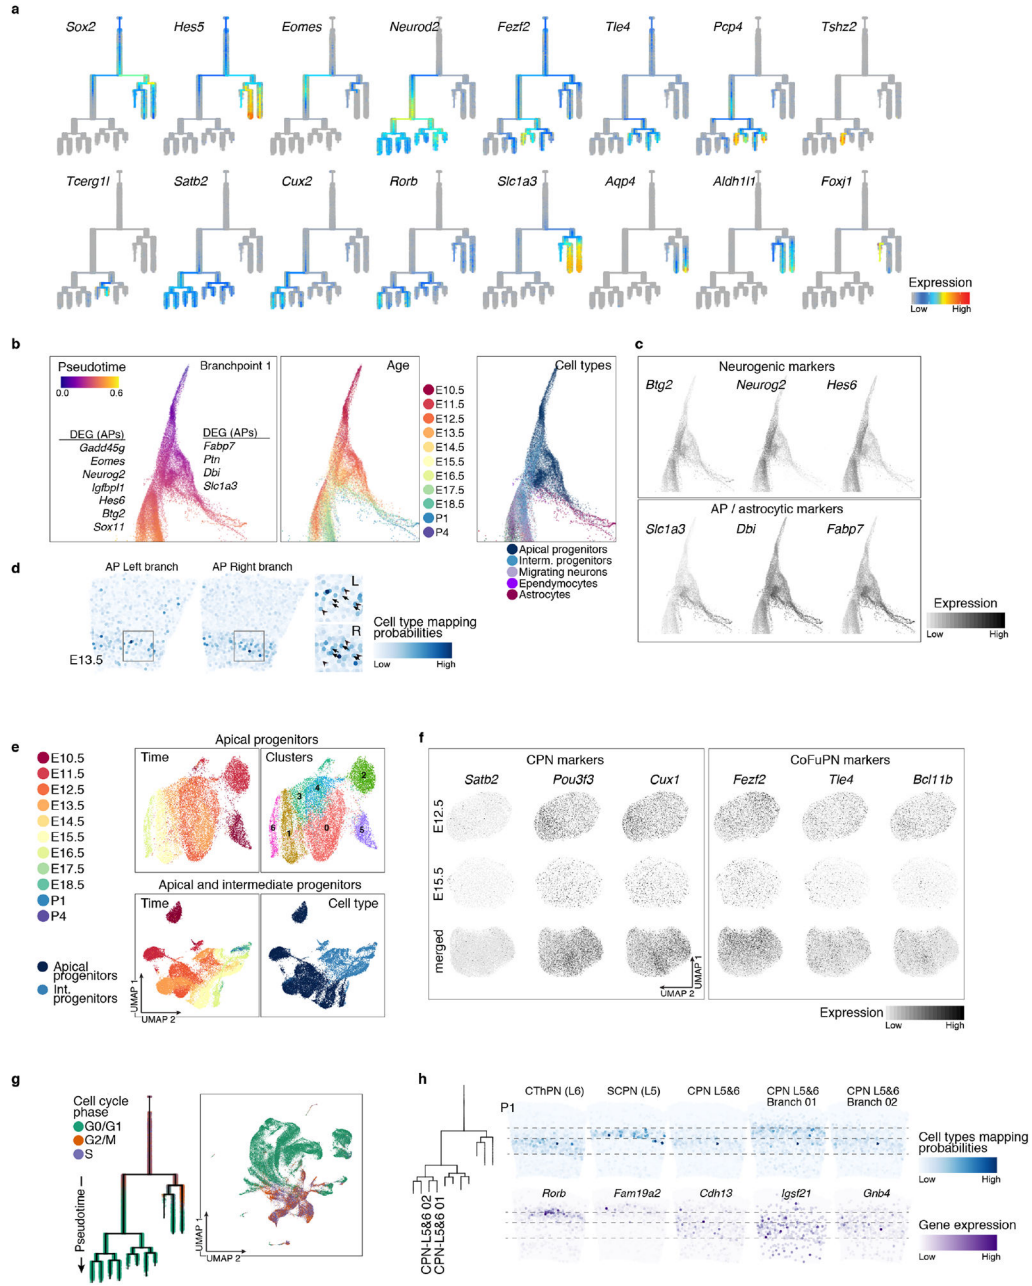 a
Sox2 Hes5 Eomes Neurod2 Fezf2 Tle4 Pcp4 Tshz2
Tcerg1l Satb2 Cux2 Rorb Slc1a3 Aqp4 Aldh1l1 Foxj1
Expression
Low High
b
Pseudotime
0.0 0.6
Branchpoint 1
DEG (APs)
Gadd45g
Eomes
Neurog2
Igfbpl1
Hes6
Btg2
Sox11
DEG (APs)
Fabp7
Ptn
Dbi
Slc1a3
Age
E10.5
E11.5
E12.5
E13.5
E14.5
E15.5
E16.5
E17.5
E18.5
P1
P4
Cell types
Apical progenitors
Interm. progenitors
Migrating neurons
Ependymocytes
Astrocytes
c
Neurogenic markers
Btg2 Neurog2 Hes6
AP / astrocytic markers
Slc1a3 Dbi Fabp7
Expression
Low High
d
AP Left branch AP Right branch
E13.5
L
R
Cell type mapping
probabilities
Low High
e
E10.5
E11.5
E12.5
E13.5
E14.5
E15.5
E16.5
E17.5
E18.5
P1
P4
Apical
progenitors
Int.
progenitors
Apical progenitors
Time Clusters
0
1
2
3
4
5
6
Apical and intermediate progenitors
Time Cell type
UMAP 1
UMAP 2
f
CPN markers
Satb2 Pou3f3 Cux1
CoFuPN markers
Fezf2 Tle4 Bcl11b
E12.5
E15.5
merged
UMAP 1
UMAP 2
Expression
Low High
g
Cell cycle
phase
G0/G1
G2/M
S
Pseudotime
UMAP 1
UMAP 2
h
CPN-L5&6 02
CPN-L5&6 01
P1
CThPN (L6) SCPN (L5) CPN L5&6 CPN L5&6 Branch 01 CPN L5&6 Branch 02
Cell types mapping
probabilities
Low High
Rorb Fam19a2 Cdh13 Igsf21 Gnb4
Gene expression
Low High